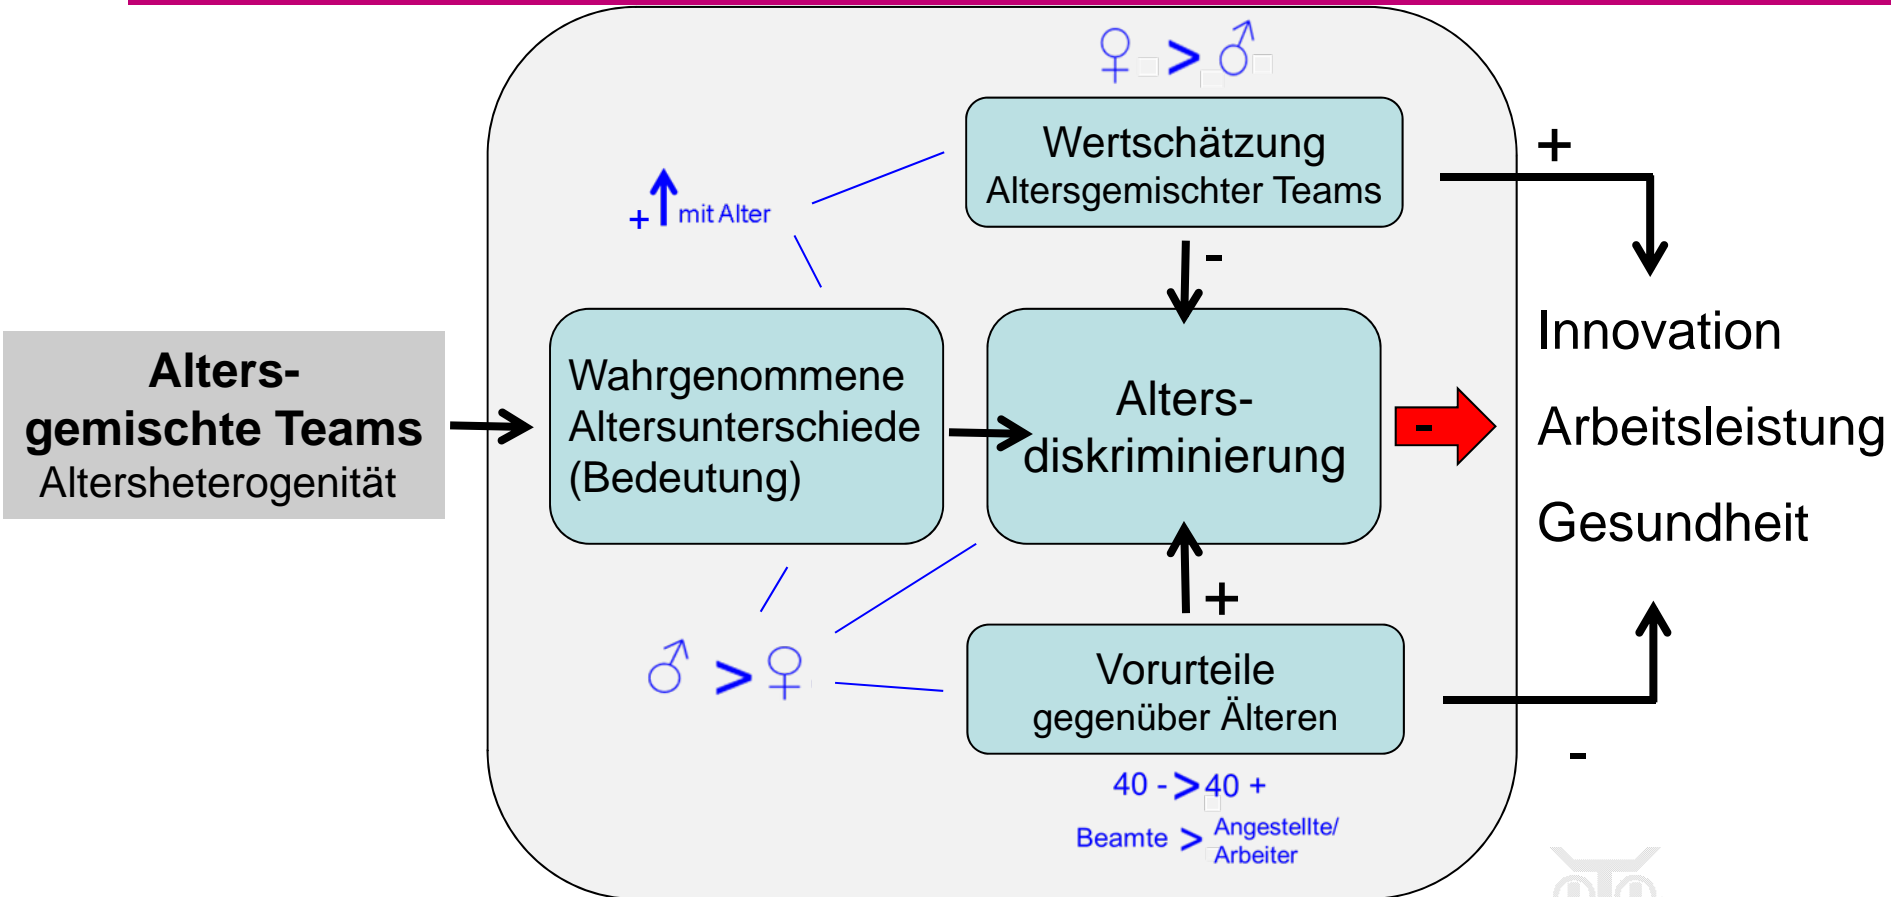 ♀ > ♂
Wertschätzung
Altersgemischter Teams
+
+ ↑ mit Alter
-
Alters-
gemischte Teams
Altersheterogenität
Wahrgenommene
Altersunterschiede
(Bedeutung)
Alters-
diskriminierung
-
Innovation
Arbeitsleistung
Gesundheit
+
♂ > ♀
Vorurteile
gegenüber Älteren
-
40 - > 40 +
Beamte > Angestellte/
Arbeiter